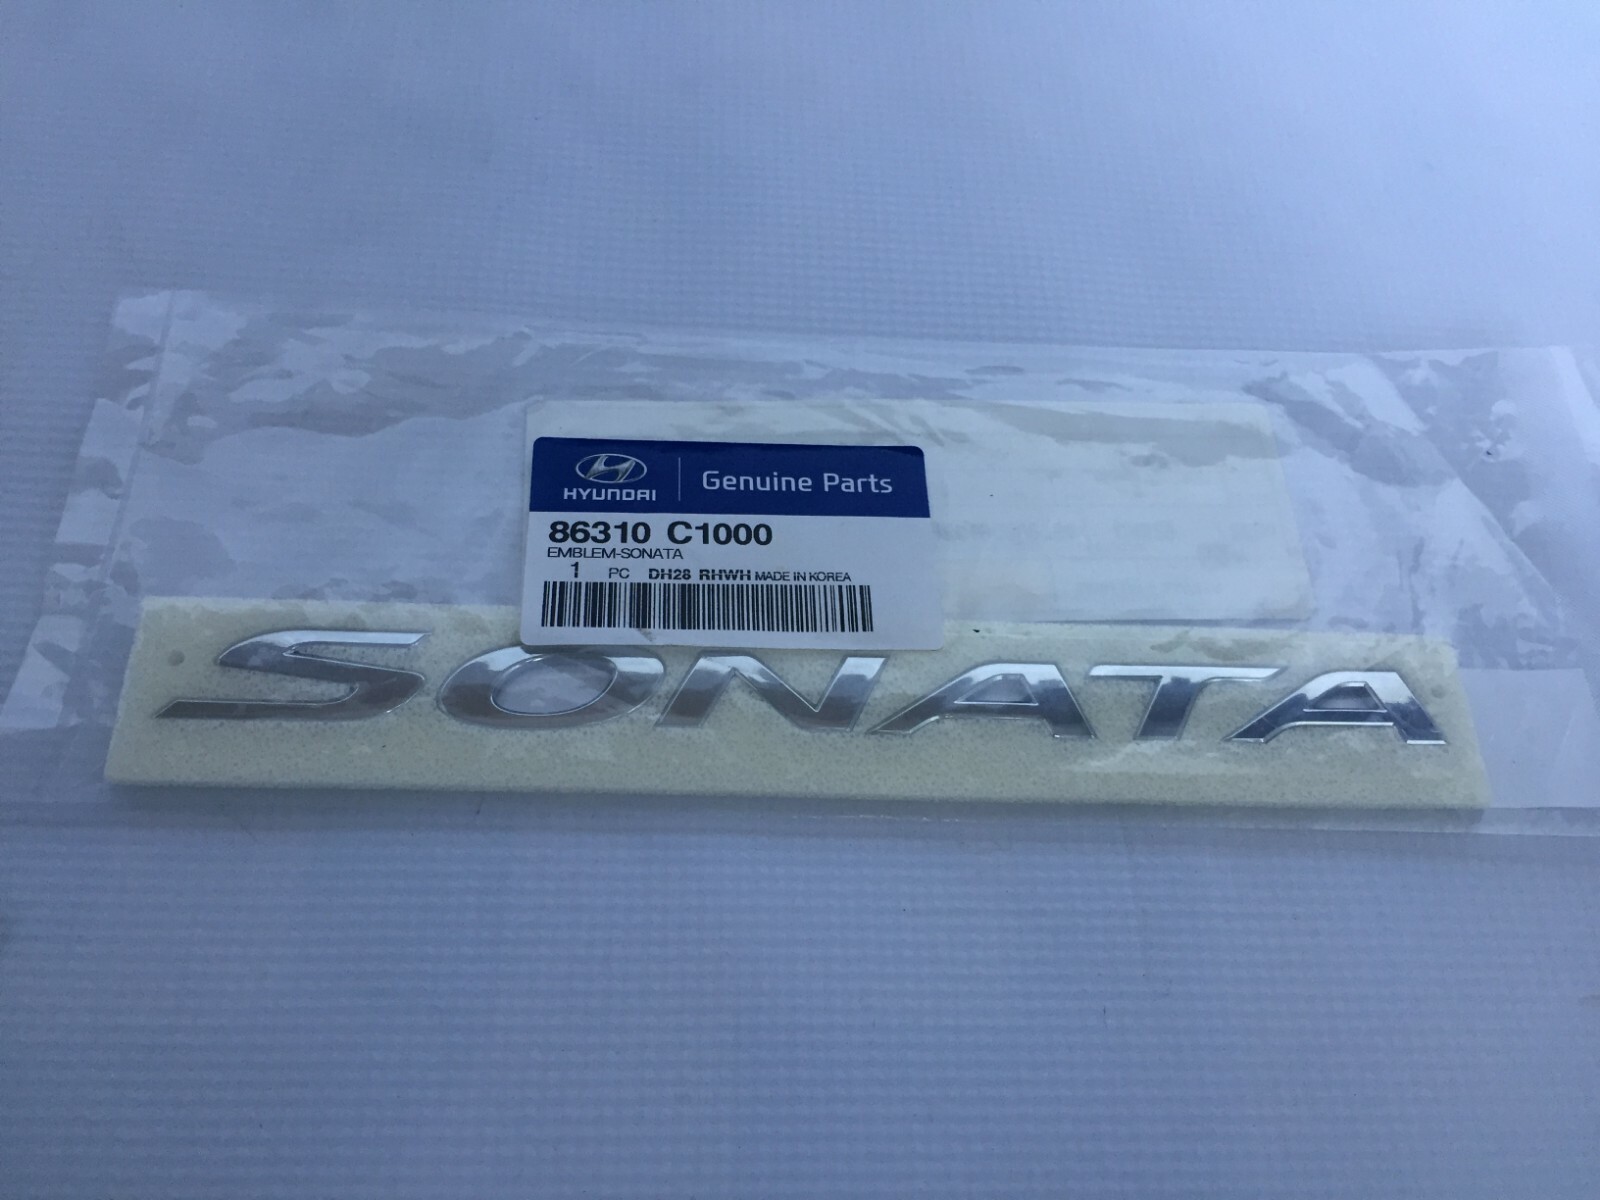 HYUNDAI Genuine Parts
86310 C1000
EMBLEM-SONATA
1 PC DH28 RHWH MADE IN KOREA
SONATA